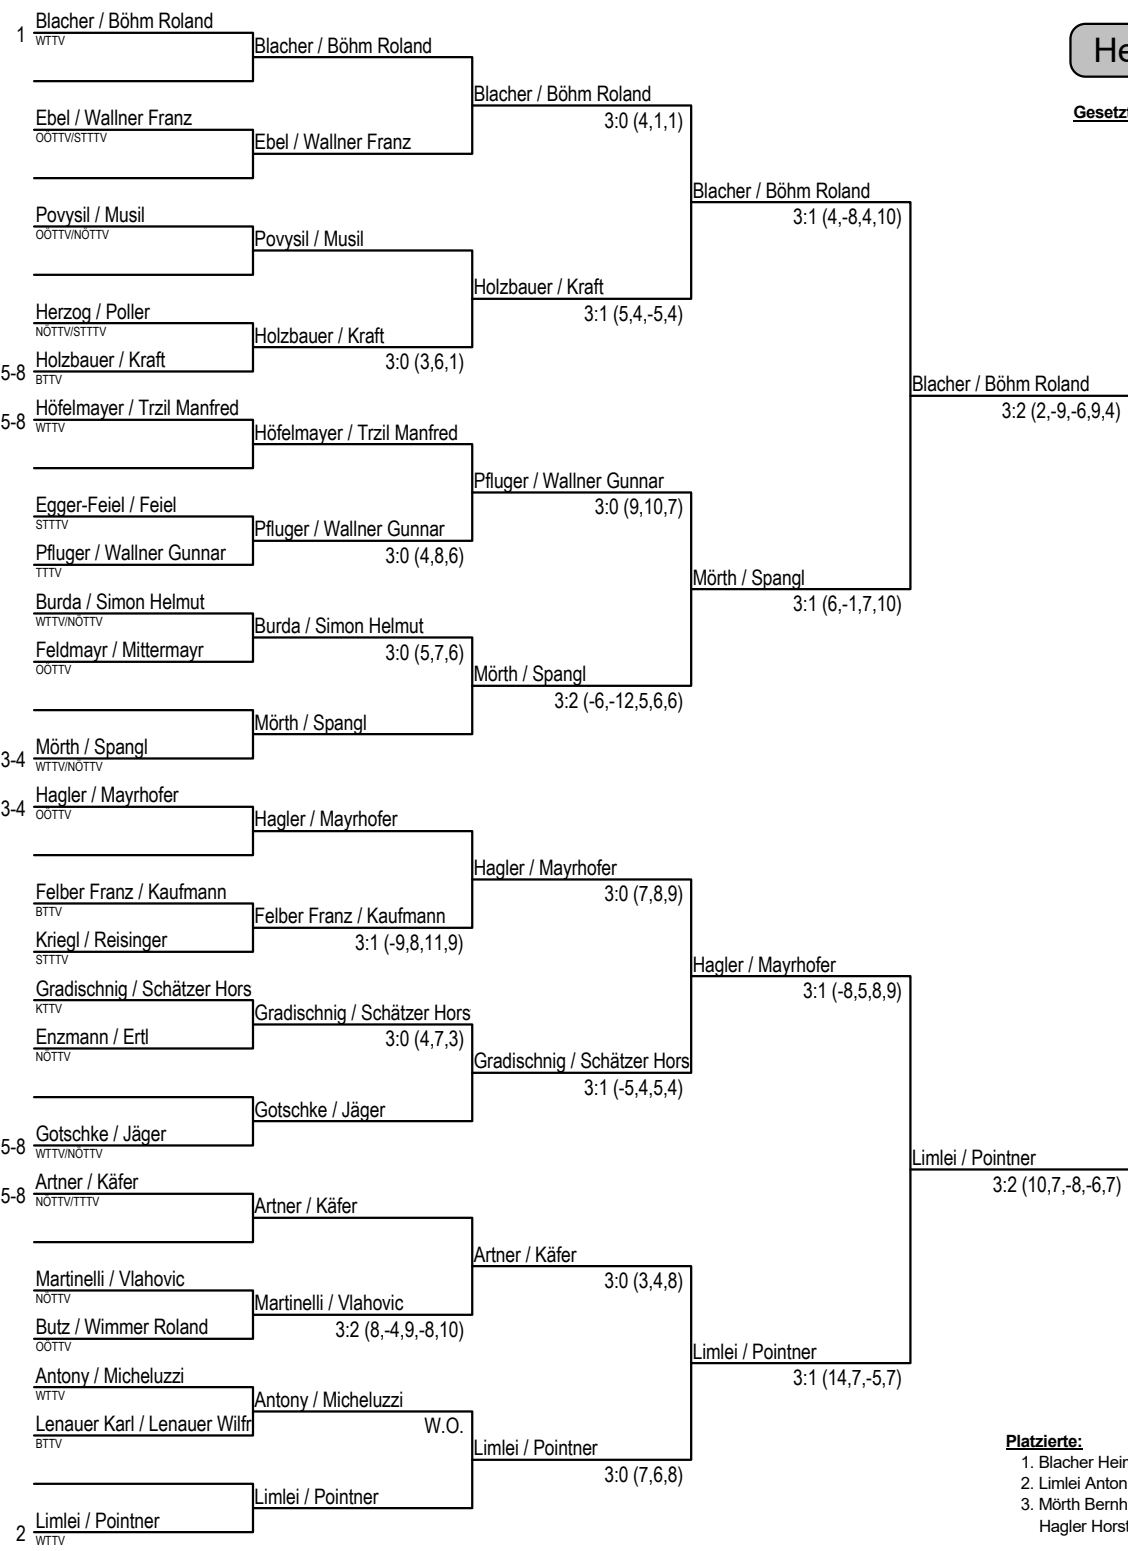 Blacher / Böhm Roland
1
WTTV
Blacher / Böhm Roland
Blacher / Böhm Roland
3:0 (4,1,1)
Ebel / Wallner Franz
OÖTTV/STTTV
Ebel / Wallner Franz
Blacher / Böhm Roland
3:1 (4,-8,4,10)
Povysil / Musil
OÖTTV/NÖTTV
Povysil / Musil
Holzbauer / Kraft
3:1 (5,4,-5,4)
Herzog / Poller
NÖTTV/STTTV
Holzbauer / Kraft
3:0 (3,6,1)
5-8
Holzbauer / Kraft
BTTV
Blacher / Böhm Roland
3:2 (2,-9,-6,9,4)
5-8
Höfelmayer / Trzil Manfred
WTTV
Höfelmayer / Trzil Manfred
Pfluger / Wallner Gunnar
3:0 (9,10,7)
Egger-Feiel / Feiel
STTTV
Pfluger / Wallner Gunnar
3:0 (4,8,6)
Pfluger / Wallner Gunnar
TTTV
Mörth / Spangl
3:1 (6,-1,7,10)
Burda / Simon Helmut
WTTV/NÖTTV
Burda / Simon Helmut
3:0 (5,7,6)
Feldmayr / Mittermayr
OÖTTV
Mörth / Spangl
3:2 (-6,-12,5,6,6)
Mörth / Spangl
3-4
Mörth / Spangl
WTTV/NÖTTV
3-4
Hagler / Mayrhofer
OÖTTV
Hagler / Mayrhofer
Hagler / Mayrhofer
3:0 (7,8,9)
Felber Franz / Kaufmann
BTTV
Felber Franz / Kaufmann
3:1 (-9,8,11,9)
Kriegl / Reisinger
STTTV
Hagler / Mayrhofer
3:1 (-8,5,8,9)
Gradischnig / Schätzer Hors
KTTV
Gradischnig / Schätzer Hors
3:0 (4,7,3)
Enzmann / Ertl
NÖTTV
Gradischnig / Schätzer Hors
3:1 (-5,4,5,4)
Gotschke / Jäger
5-8
Gotschke / Jäger
WTTV/NÖTTV
Limlei / Pointner
3:2 (10,7,-8,-6,7)
5-8
Artner / Käfer
NÖTTV/TTTV
Artner / Käfer
Artner / Käfer
3:0 (3,4,8)
Martinelli / Vlahovic
NÖTTV
Martinelli / Vlahovic
3:2 (8,-4,9,-8,10)
Butz / Wimmer Roland
OÖTTV
Limlei / Pointner
3:1 (14,7,-5,7)
Antony / Micheluzzi
WTTV
Antony / Micheluzzi
W.O.
Lenauer Karl / Lenauer Wilfr
BTTV
Limlei / Pointner
3:0 (7,6,8)
Limlei / Pointner
2
Limlei / Pointner
WTTV
He
Gesetzt
Platzierte:
1. Blacher Hein
2. Limlei Anton
3. Mörth Bernh
Hagler Horst